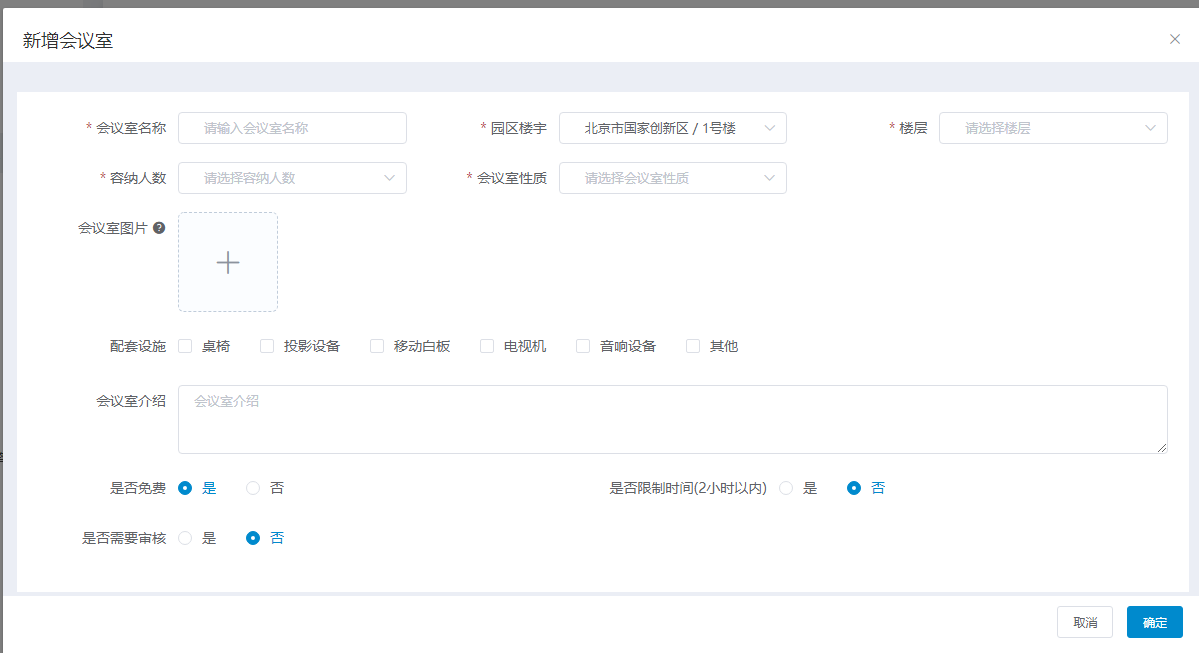 新增会议室
* 会议室名称 请输入会议室名称 * 园区楼宇 北京市国家创新区 / 1号楼 * 楼层 请选择楼层
* 容纳人数 请选择容纳人数 * 会议室性质 请选择会议室性质
会议室图片 ?
配套设施 桌椅 投影设备 移动白板 电视机 音响设备 其他
会议室介绍 会议室介绍
是否免费 是 否 是否限制时间(2小时以内) 是 否
是否需要审核 是 否
取消 确定